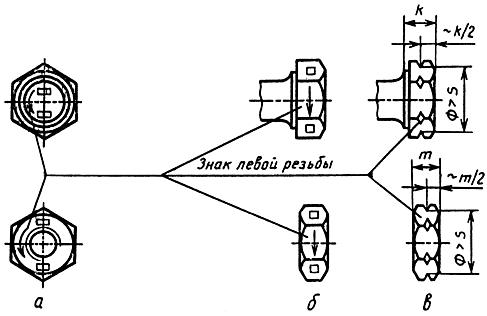 k
~k/2
Ф>S
Знак левой резьбы
m
~m/2
Ф>S
а
б
в